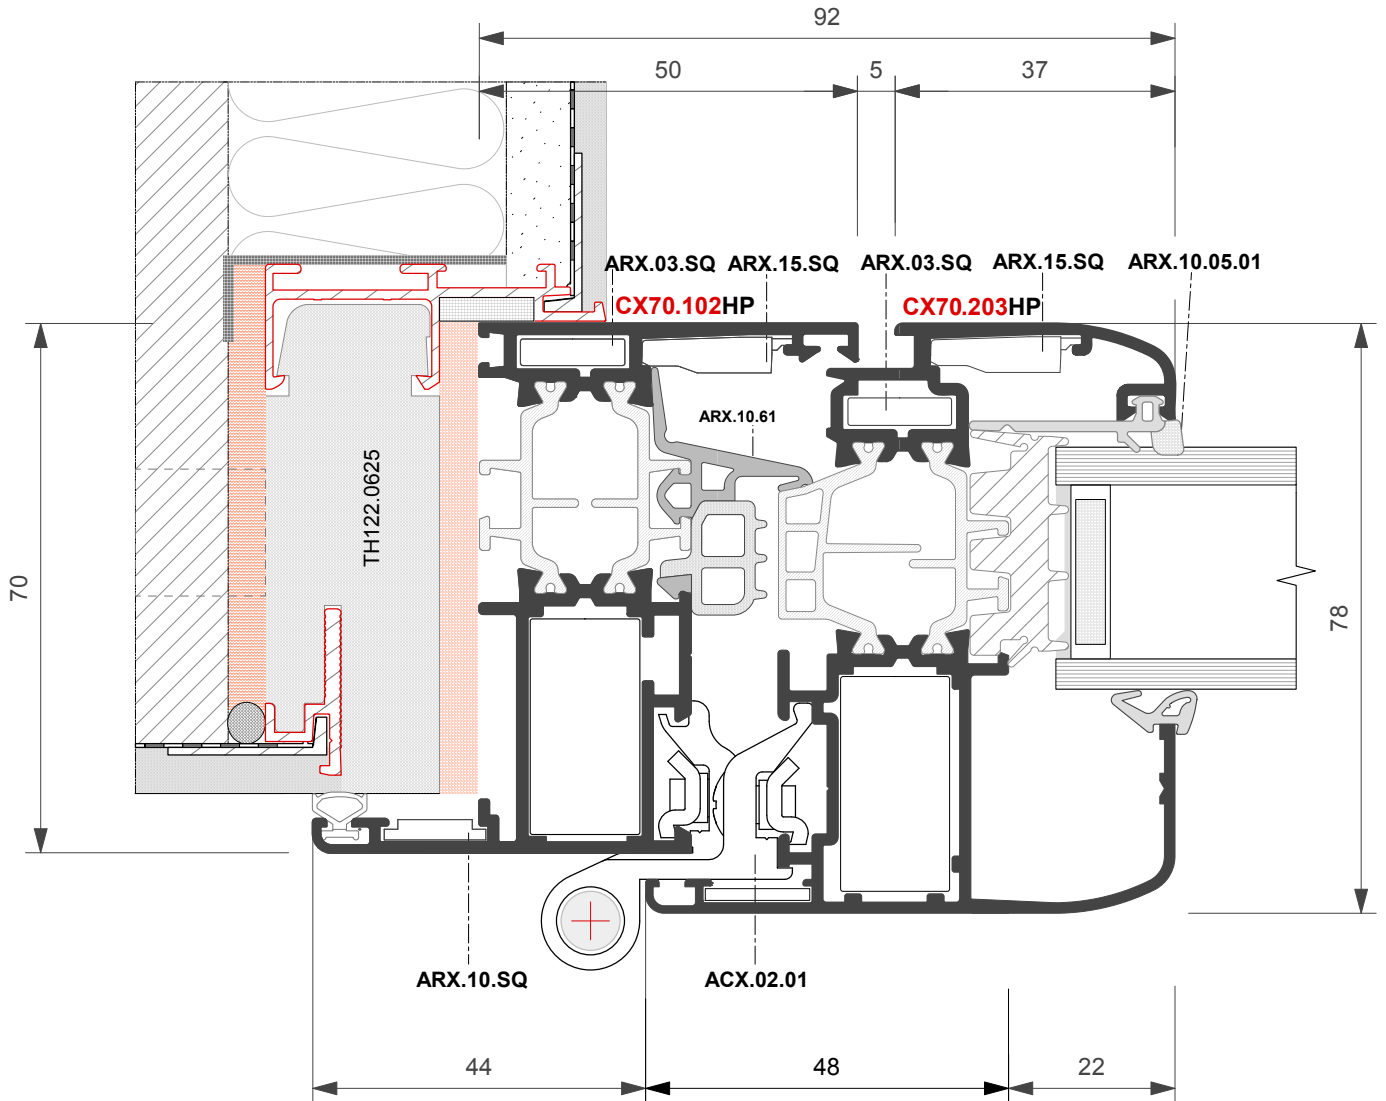 92
50 5 37
ARX.03.SQ ARX.15.SQ ARX.03.SQ ARX.15.SQ ARX.10.05.01
CX70.102HP CX70.203HP
ARX.10.61
TH122.0625
70
78
ARX.10.SQ ACX.02.01
44 48 22